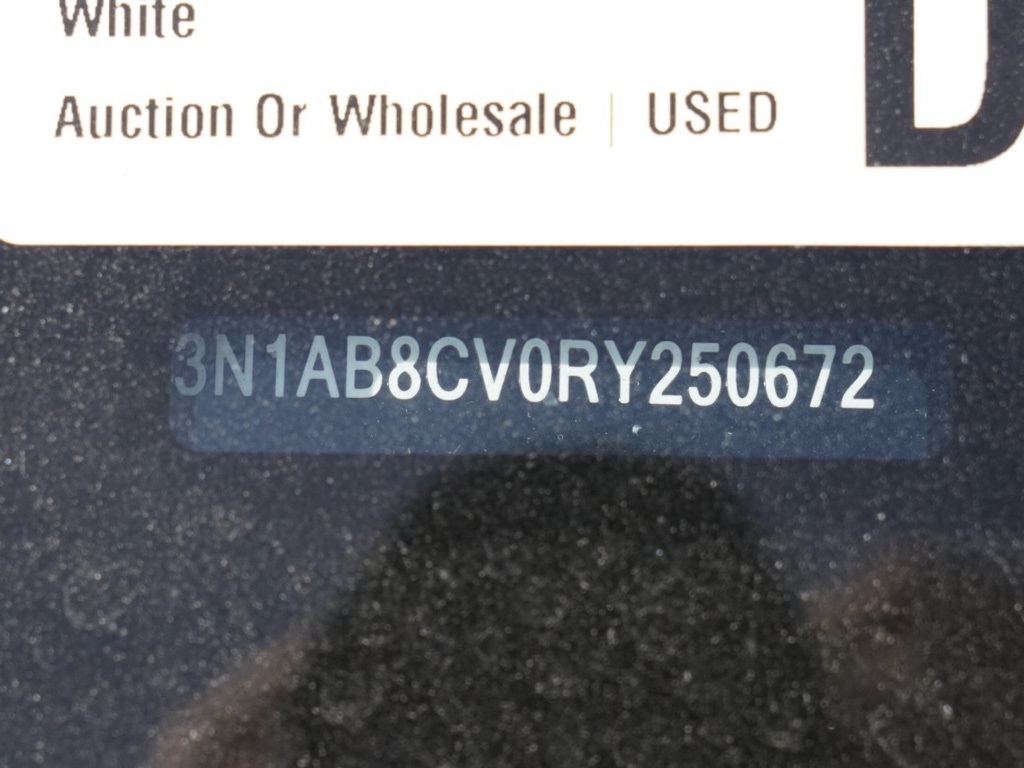 White
Auction Or Wholesale | USED
D
3N1AB8CV0RY250672